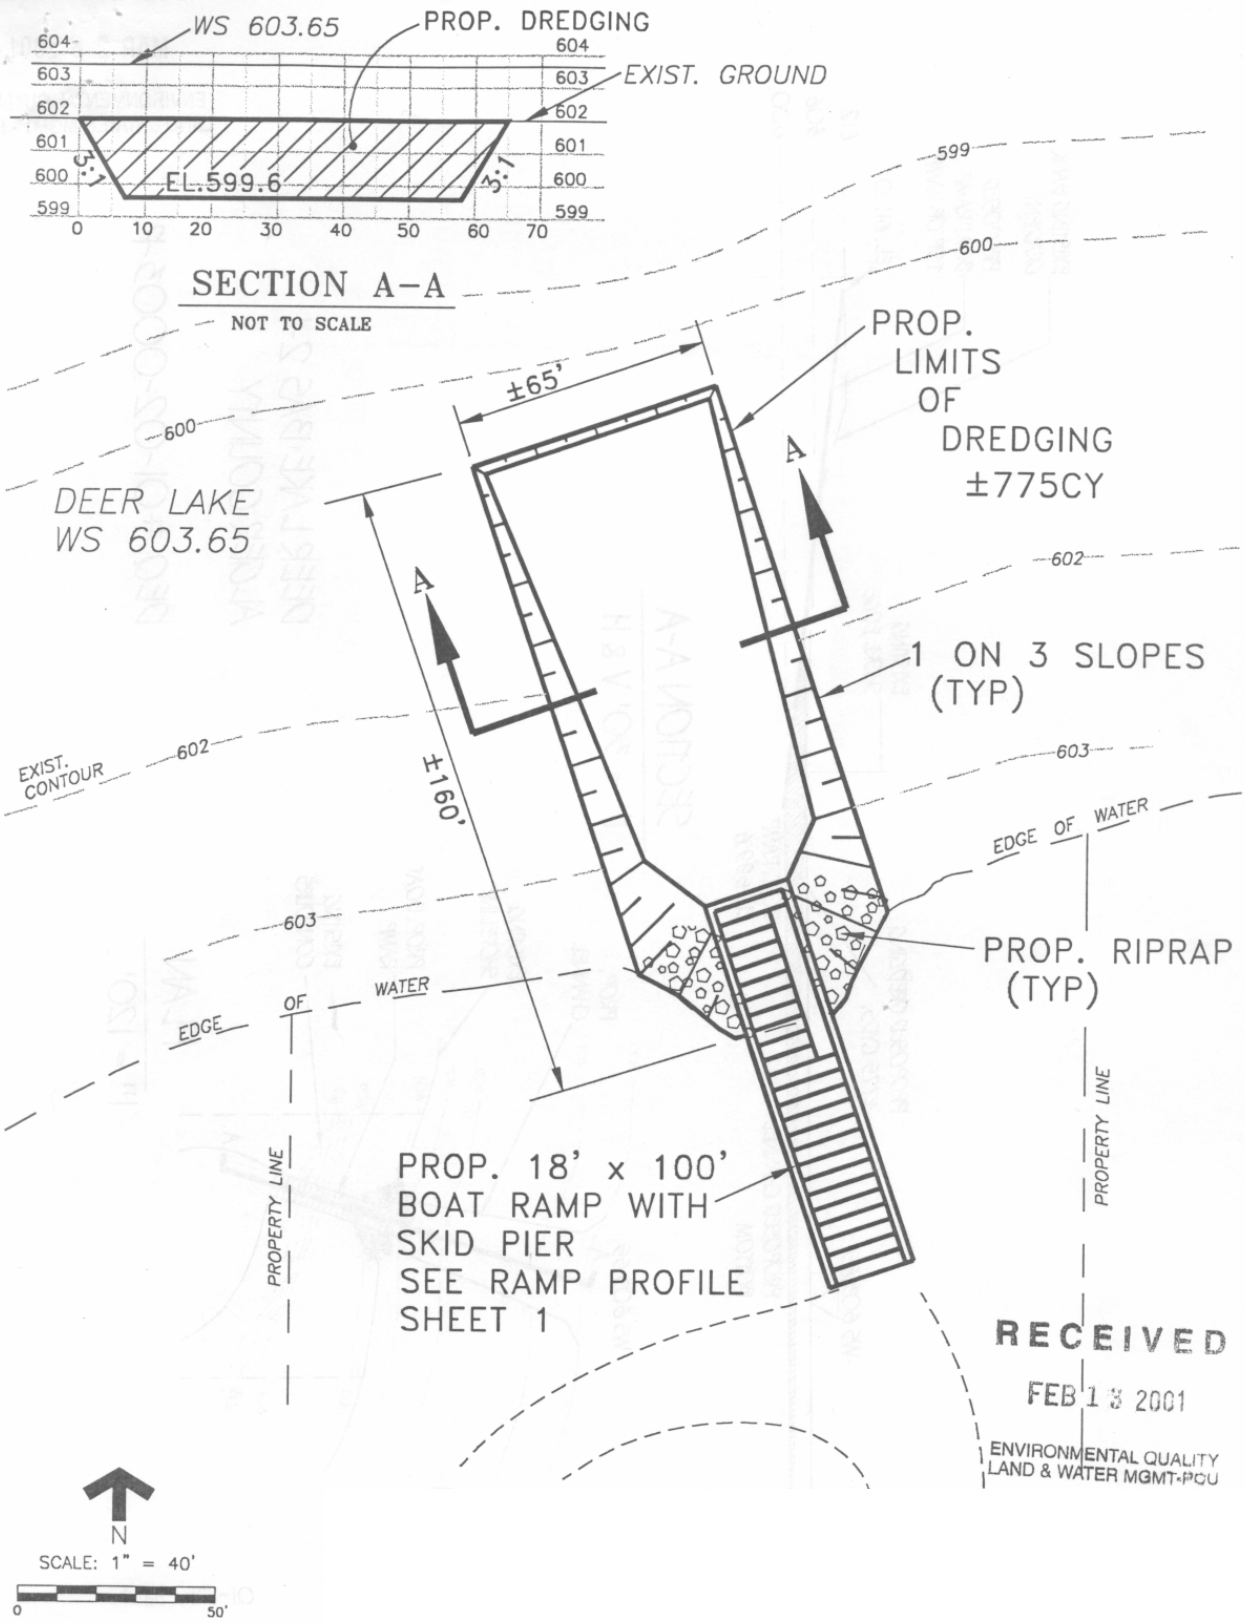 WS 603.65
PROP. DREDGING
604
604
603
603
EXIST. GROUND
602
602
601
601
600
600
599
599
3:1
EL.599.6
3:1
0 10 20 30 40 50 60 70
SECTION A-A
NOT TO SCALE
599
600
600
±65'
PROP.
LIMITS
OF
DREDGING
±775CY
DEER LAKE
WS 603.65
A
A
602
1 ON 3 SLOPES
(TYP)
602
EXIST.
CONTOUR
±160'
603
EDGE OF WATER
603
PROP. RIPRAP
(TYP)
EDGE OF WATER
PROPERTY LINE
PROPERTY LINE
PROP. 18' x 100'
BOAT RAMP WITH
SKID PIER
SEE RAMP PROFILE
SHEET 1
RECEIVED
FEB 13 2001
ENVIRONMENTAL QUALITY
LAND & WATER MGMT-PCU
N
SCALE: 1" = 40'
0 50'